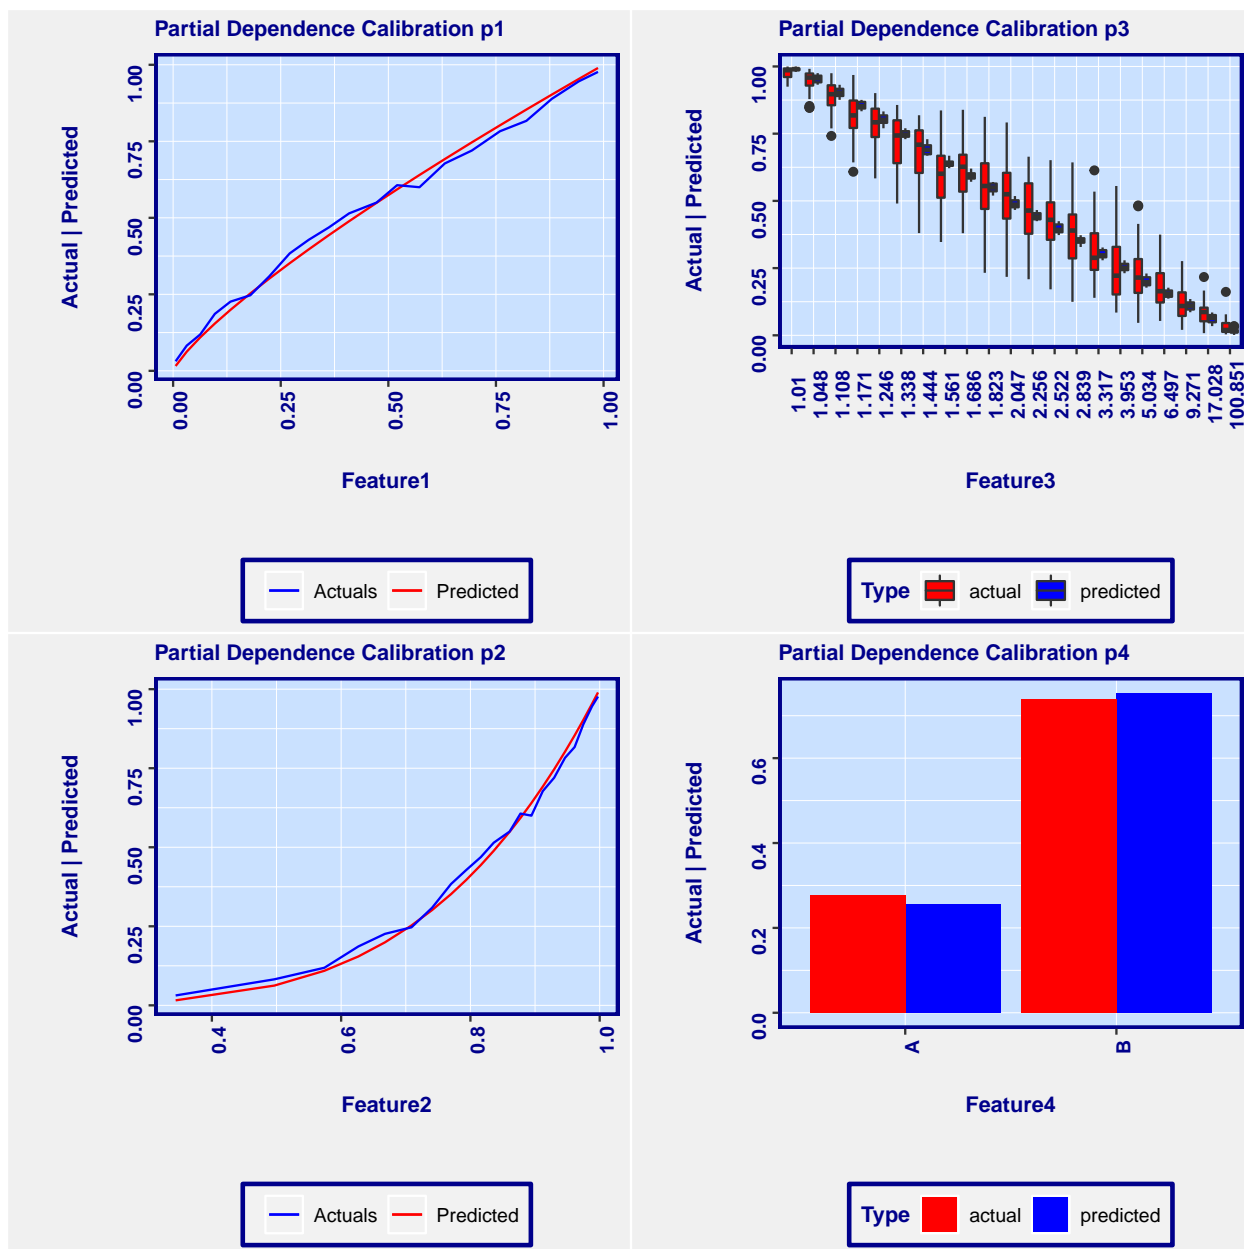 Partial Dependence Calibration p1
Actual | Predicted
1.00
0.75
0.50
0.25
0.00
0.00
0.25
0.50
0.75
1.00
Feature1
Actuals
Predicted
Partial Dependence Calibration p3
Actual | Predicted
1.00
0.75
0.50
0.25
0.00
1.01
1.048
1.108
1.171
1.246
1.338
1.444
1.561
1.686
1.823
2.047
2.256
2.522
2.839
3.317
3.953
5.034
6.497
9.271
17.028
100.851
Feature3
Type
actual
predicted
Partial Dependence Calibration p2
Actual | Predicted
1.00
0.75
0.50
0.25
0.00
0.4
0.6
0.8
1.0
Feature2
Actuals
Predicted
Partial Dependence Calibration p4
Actual | Predicted
0.6
0.4
0.2
0.0
A
B
Feature4
Type
actual
predicted